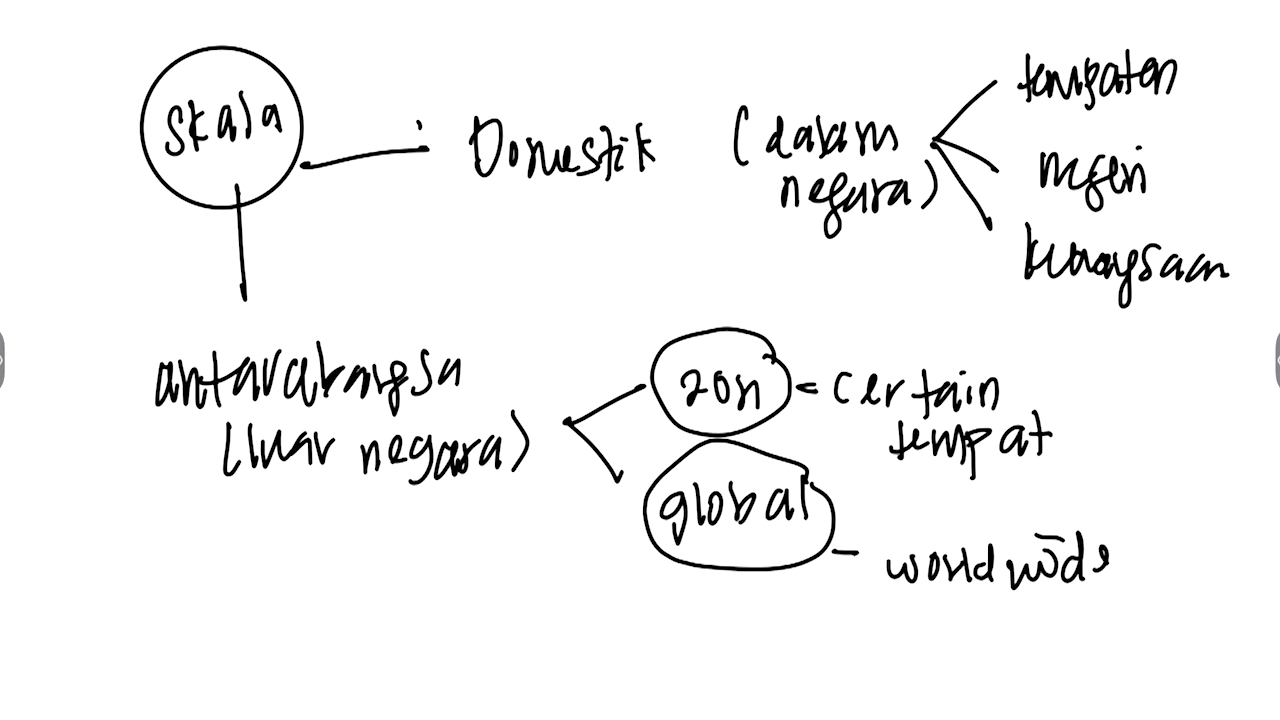 Skala
Domestik
(dalam
negara)
tempatan
negeri
kebangsaan
antarabangsa
(luar negara)
zon = certain
tempat
global
– worldwide